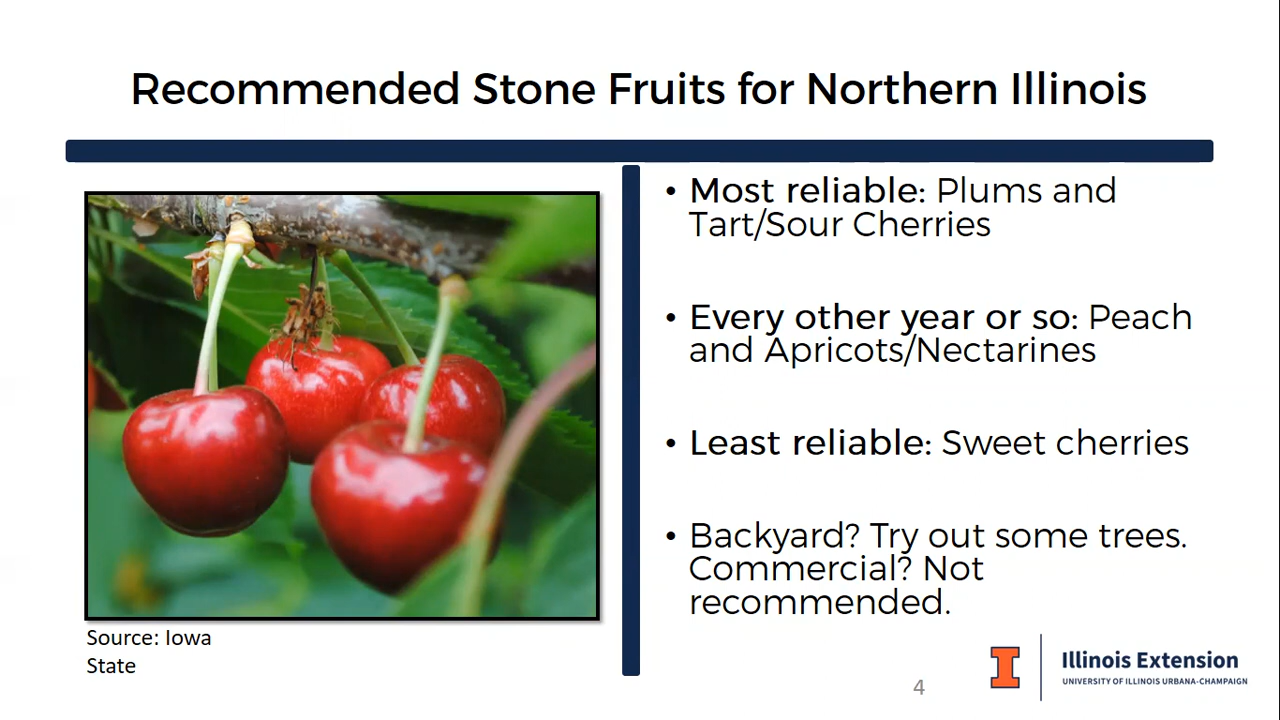 Recommended Stone Fruits for Northern Illinois
• Most reliable: Plums and
Tart/Sour Cherries
• Every other year or so: Peach
and Apricots/Nectarines
• Least reliable: Sweet cherries
• Backyard? Try out some trees.
Commercial? Not
recommended.
Source: Iowa
State
4
I
Illinois Extension
UNIVERSITY OF ILLINOIS URBANA-CHAMPAIGN